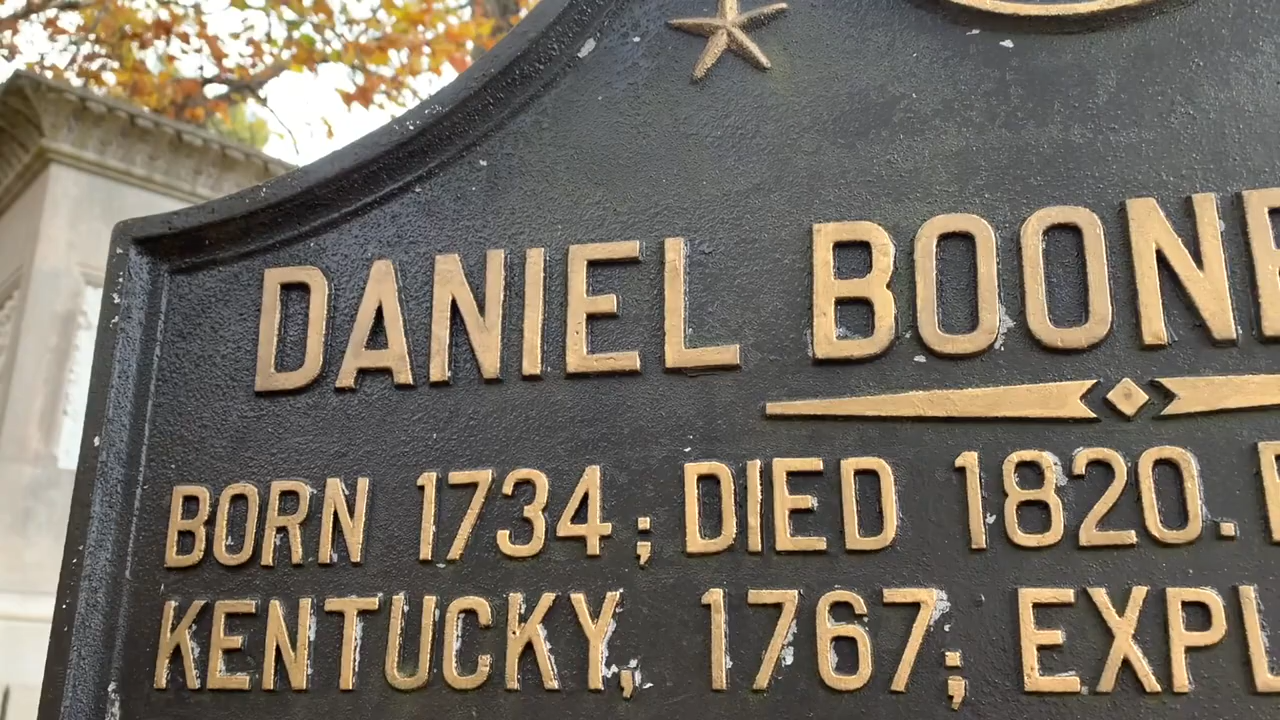 DANIEL BOONE
BORN 1734; DIED 1820.
KENTUCKY, 1767; EXPL